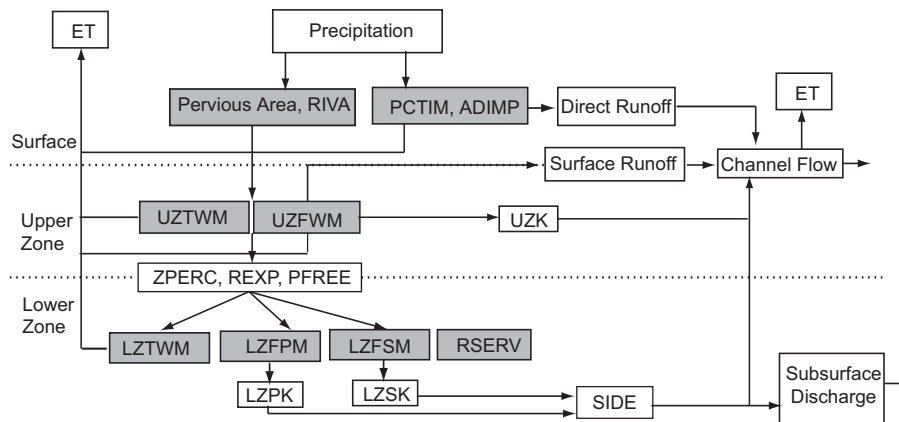 ET
Precipitation
Pervious Area, RIVA
PCTIM, ADIMP
Direct Runoff
ET
Surface
Surface Runoff
Channel Flow
Upper
Zone
UZTWM
UZFWM
UZK
ZPERC, REXP, PFREE
Lower
Zone
LZTWM
LZFPM
LZFSM
RSERV
LZPK
LZSK
SIDE
Subsurface
Discharge